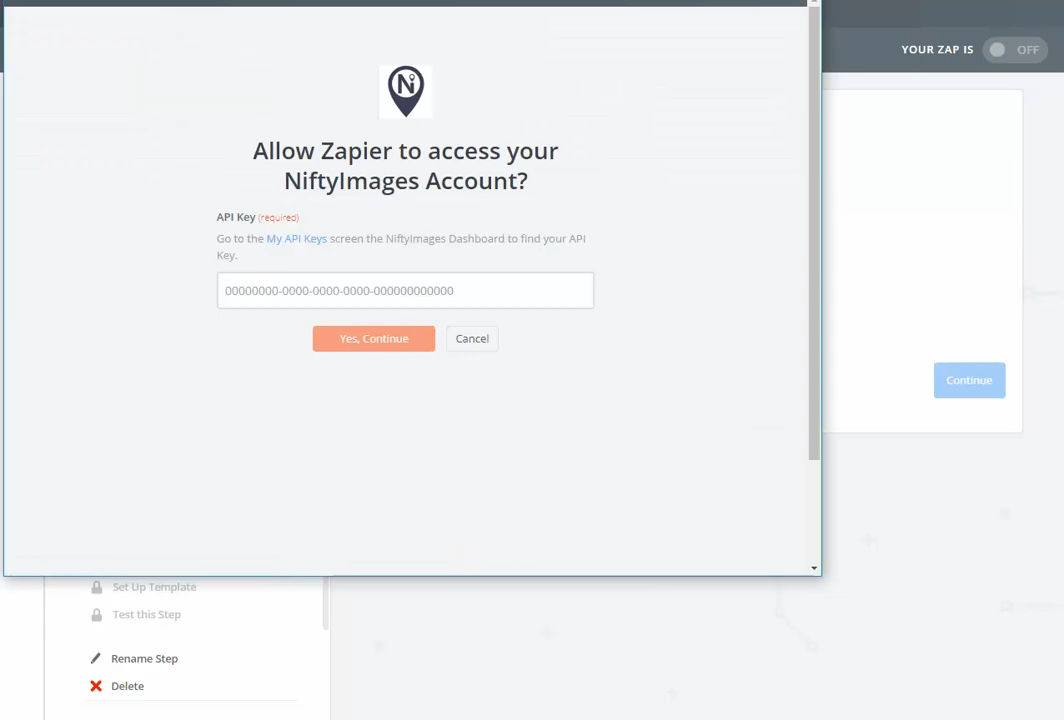 YOUR ZAP IS
OFF
Ni
Allow Zapier to access your
NiftyImages Account?
API Key (required)
Go to the My API Keys screen the NiftyImages Dashboard to find your API
Key.
00000000-0000-0000-0000-000000000000
Yes, Continue
Cancel
Continue
Set Up Template
Test this Step
Rename Step
Delete